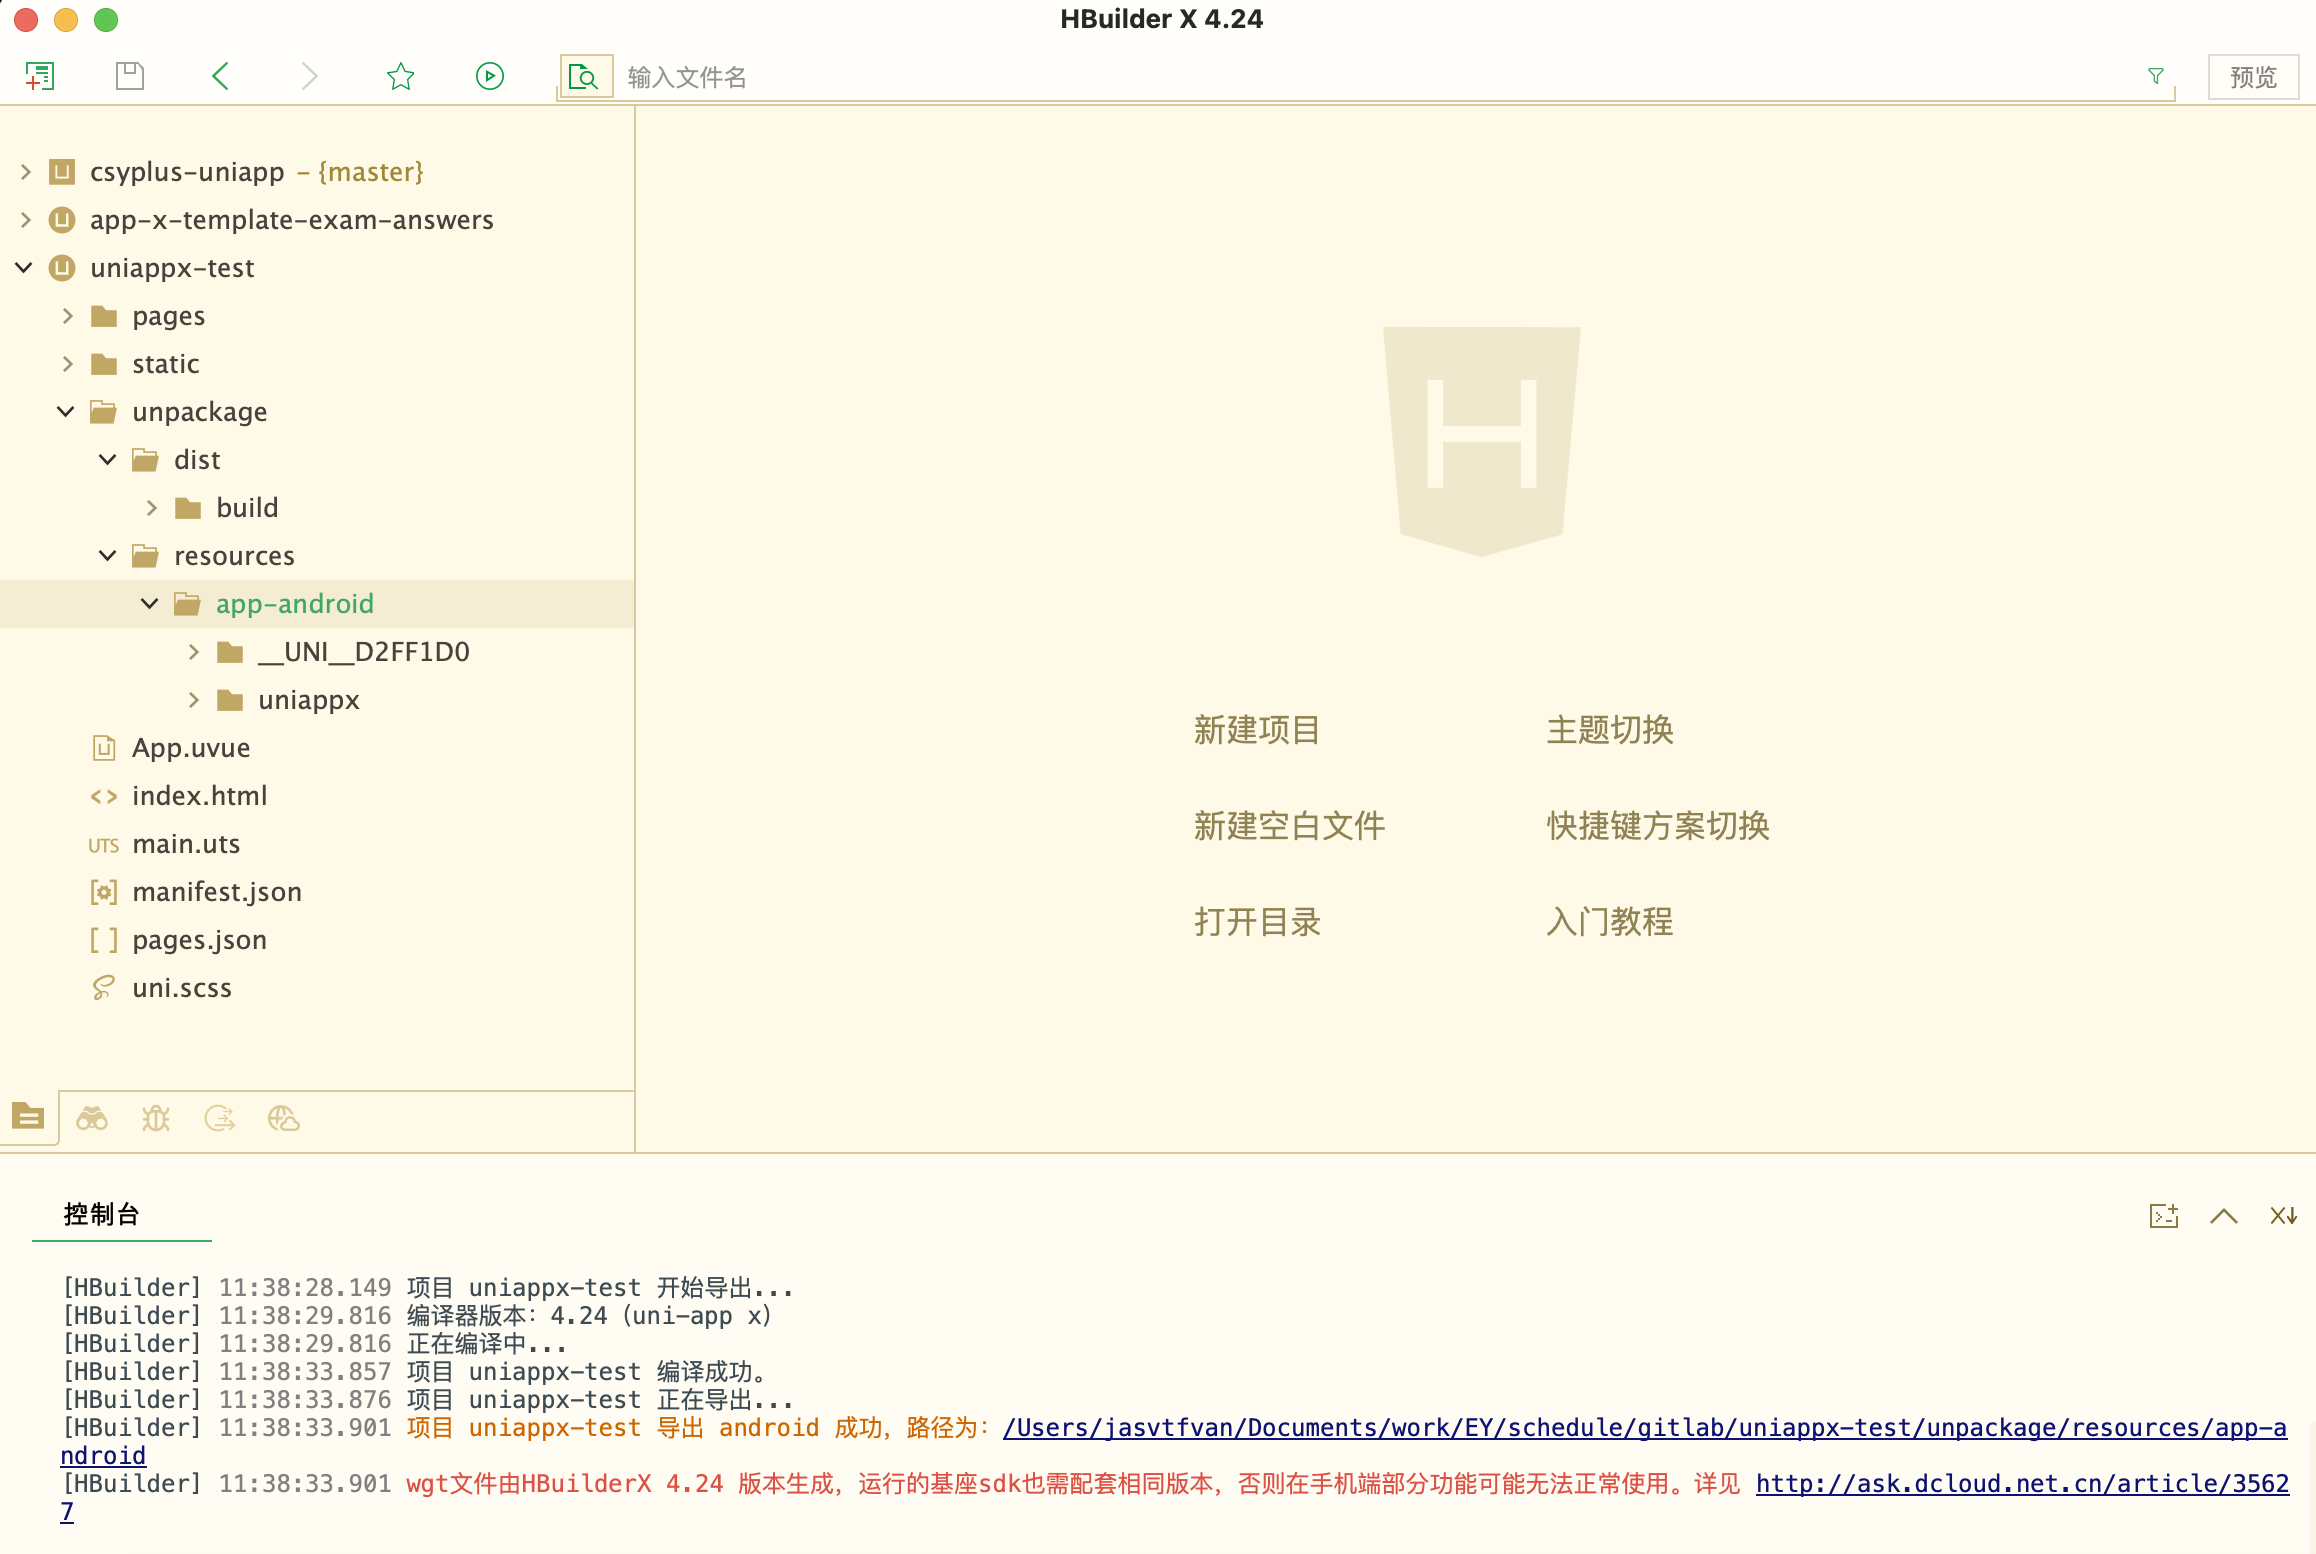 HBuilder X 4.24
输入文件名
预览
csyplus-uniapp - {master}
app-x-template-exam-answers
uniappx-test
pages
static
unpackage
dist
build
resources
app-android
__UNI__D2FF1D0
uniappx
App.uvue
<> index.html
UTS main.uts
manifest.json
[ ] pages.json
uni.scss
H
新建项目
主题切换
新建空白文件
快捷键方案切换
打开目录
入门教程
控制台
[HBuilder] 11:38:28.149 项目 uniappx-test 开始导出...
[HBuilder] 11:38:29.816 编译器版本：4.24（uni-app x）
[HBuilder] 11:38:29.816 正在编译中...
[HBuilder] 11:38:33.857 项目 uniappx-test 编译成功。
[HBuilder] 11:38:33.876 项目 uniappx-test 正在导出...
[HBuilder] 11:38:33.901 项目 uniappx-test 导出 android 成功，路径为：/Users/jasvtfvan/Documents/work/EY/schedule/gitlab/uniappx-test/unpackage/resources/app-a
ndroid
[HBuilder] 11:38:33.901 wgt文件由HBuilderX 4.24 版本生成，运行的基座sdk也需配套相同版本，否则在手机端部分功能可能无法正常使用。详见 http://ask.dcloud.net.cn/article/3562
7